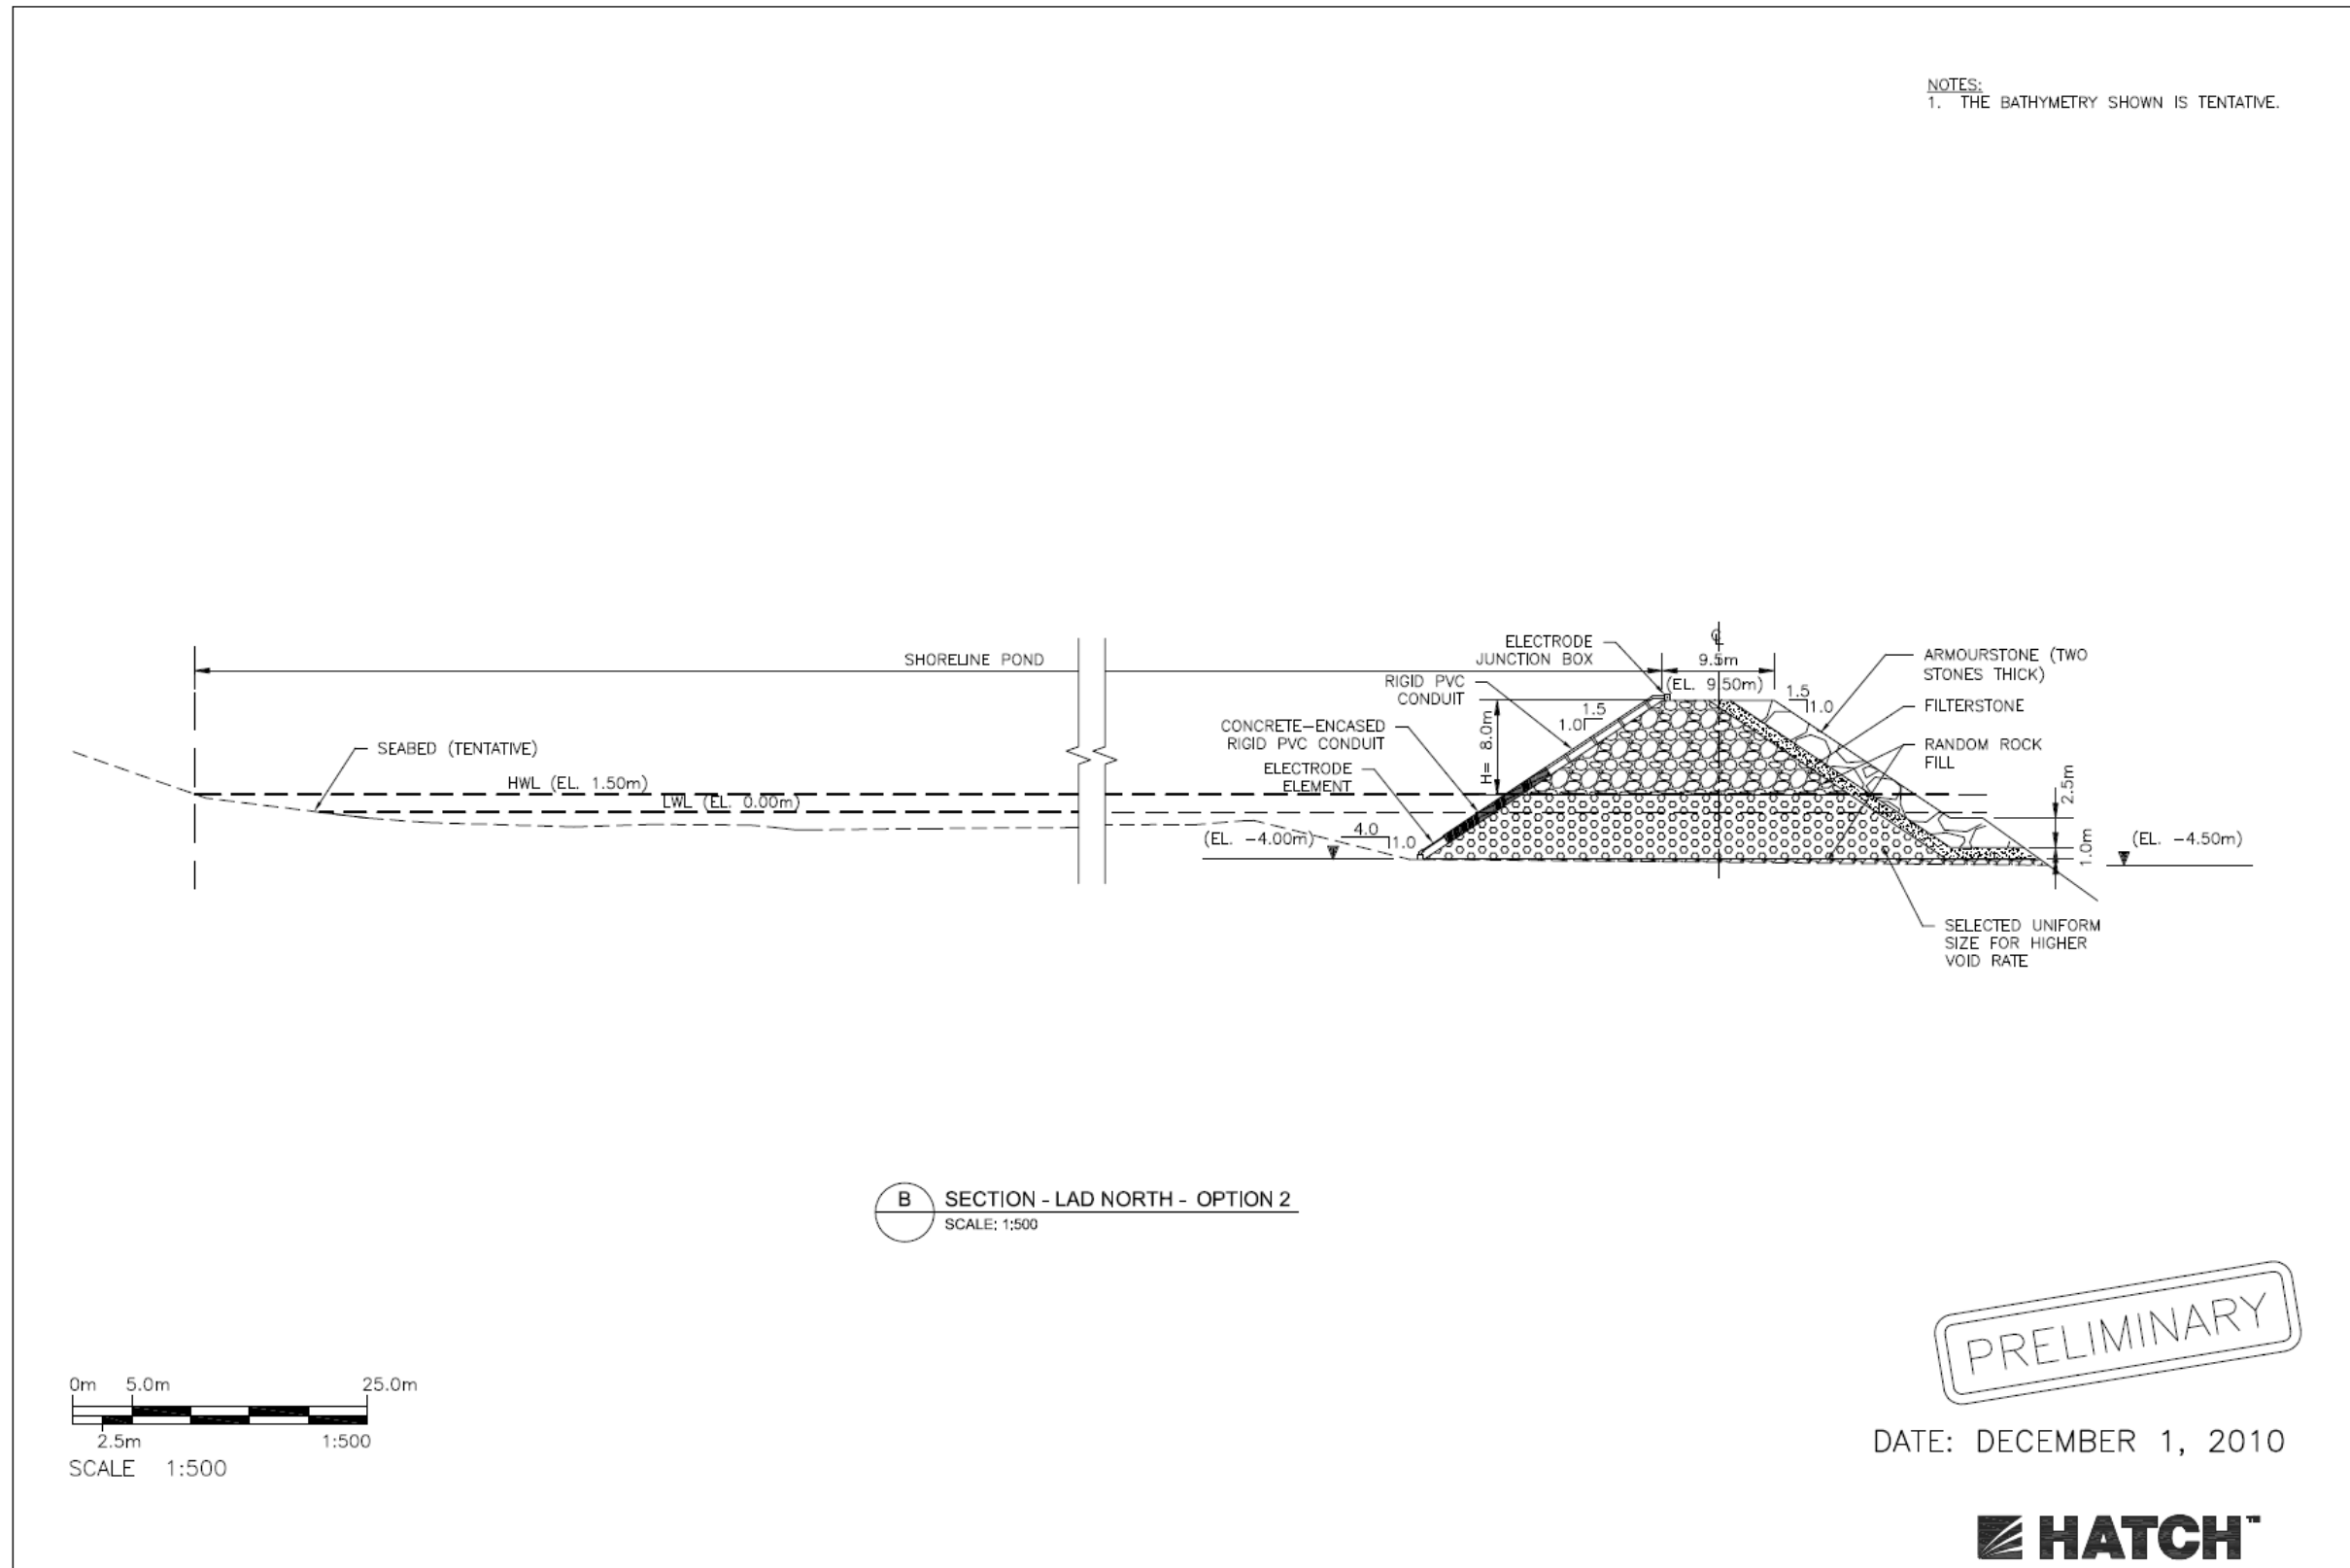 NOTES:
1. THE BATHYMETRY SHOWN IS TENTATIVE.
ELECTRODE
JUNCTION BOX
℄
9.5m
(EL. 9.50m)
SHORELINE POND
RIGID PVC
CONDUIT
CONCRETE-ENCASED
RIGID PVC CONDUIT
ELECTRODE
ELEMENT
1.5
1.0
H= 8.0m
1.5
1.0
ARMOURSTONE (TWO
STONES THICK)
FILTERSTONE
RANDOM ROCK
FILL
SEABED (TENTATIVE)
HWL (EL. 1.50m)
LWL (EL. 0.00m)
(EL. -4.00m)
4.0
1.0
2.5m
1.0m
(EL. -4.50m)
SELECTED UNIFORM
SIZE FOR HIGHER
VOID RATE
B
SECTION - LAD NORTH - OPTION 2
SCALE: 1:500
0m 5.0m 25.0m
2.5m 1:500
SCALE 1:500
PRELIMINARY
DATE: DECEMBER 1, 2010
HATCH™